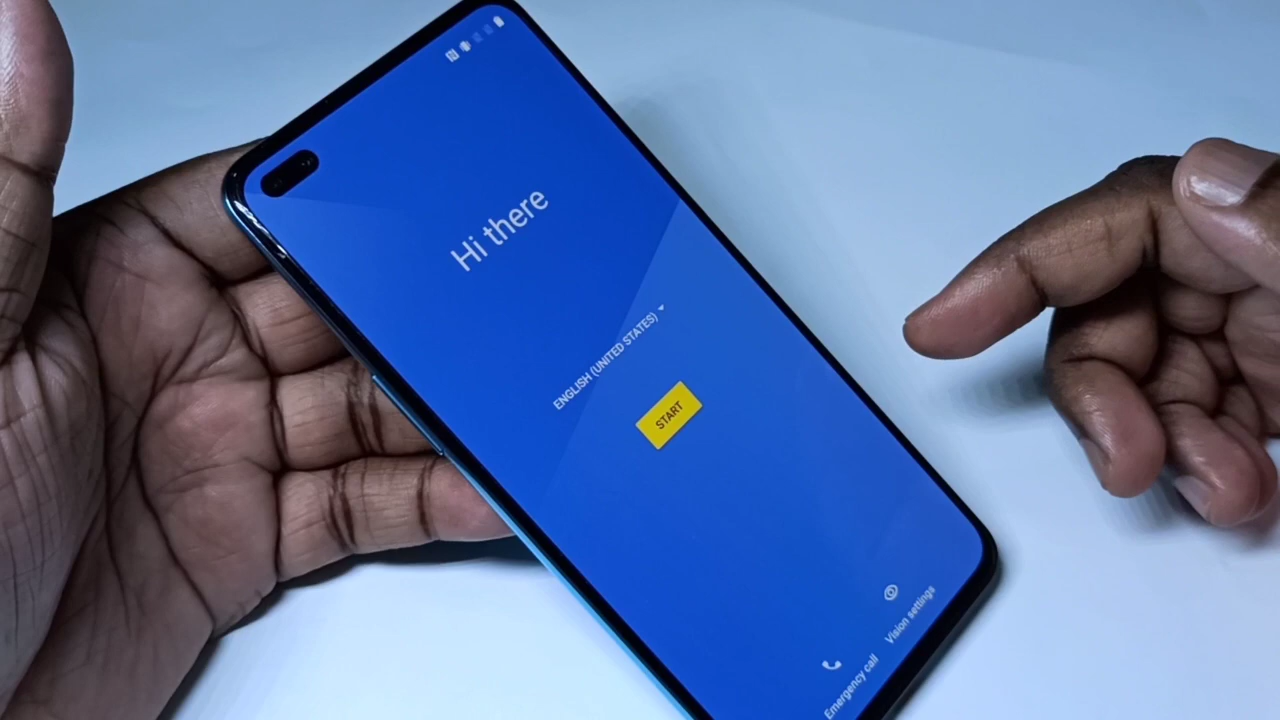 Hi there
ENGLISH (UNITED STATES)
START
Emergency call
Vision settings